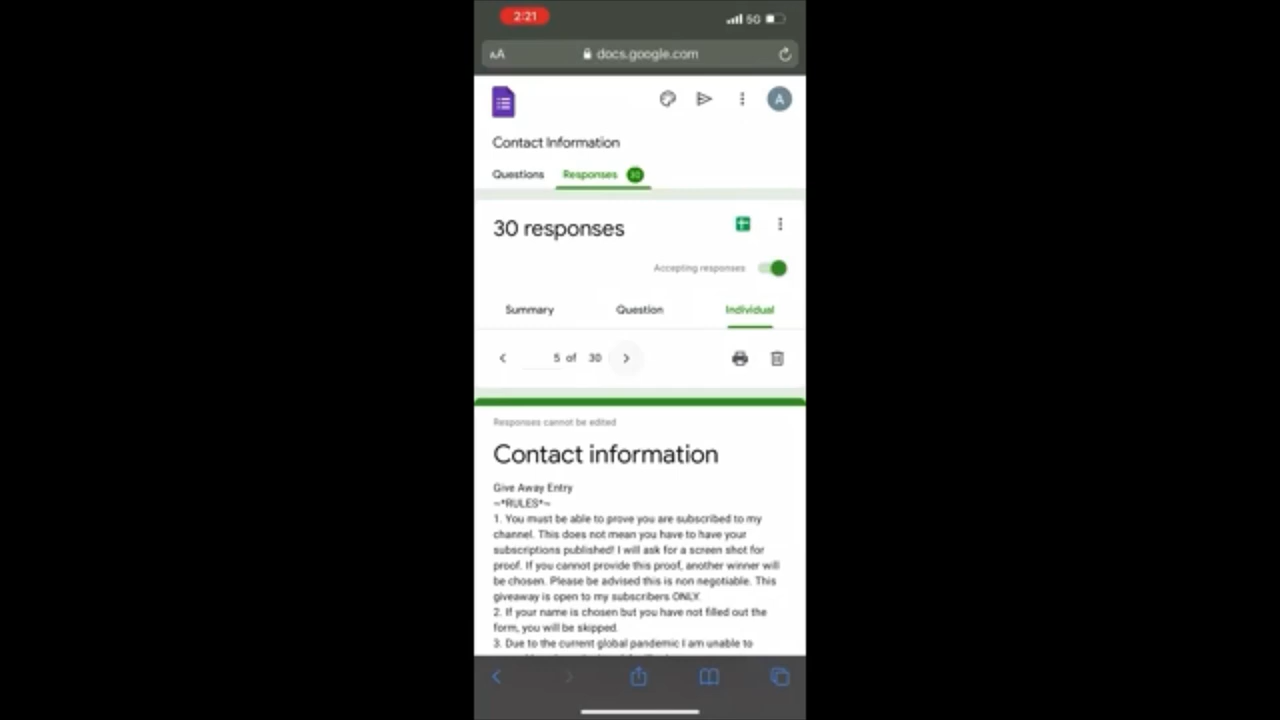 2:21
5G
AA
docs.google.com
A
Contact Information
Questions
Responses
30
30 responses
Accepting responses
Summary
Question
Individual
5 of 30
Responses cannot be edited
Contact information
Give Away Entry
~*RULES*~
1. You must be able to prove you are subscribed to my
channel. This does not mean you have to have your
subscriptions published! I will ask for a screen shot for
proof. If you cannot provide this proof, another winner will
be chosen. Please be advised this is non negotiable. This
giveaway is open to my subscribers ONLY.
2. If your name is chosen but you have not filled out the
form, you will be skipped.
3. Due to the current global pandemic I am unable to